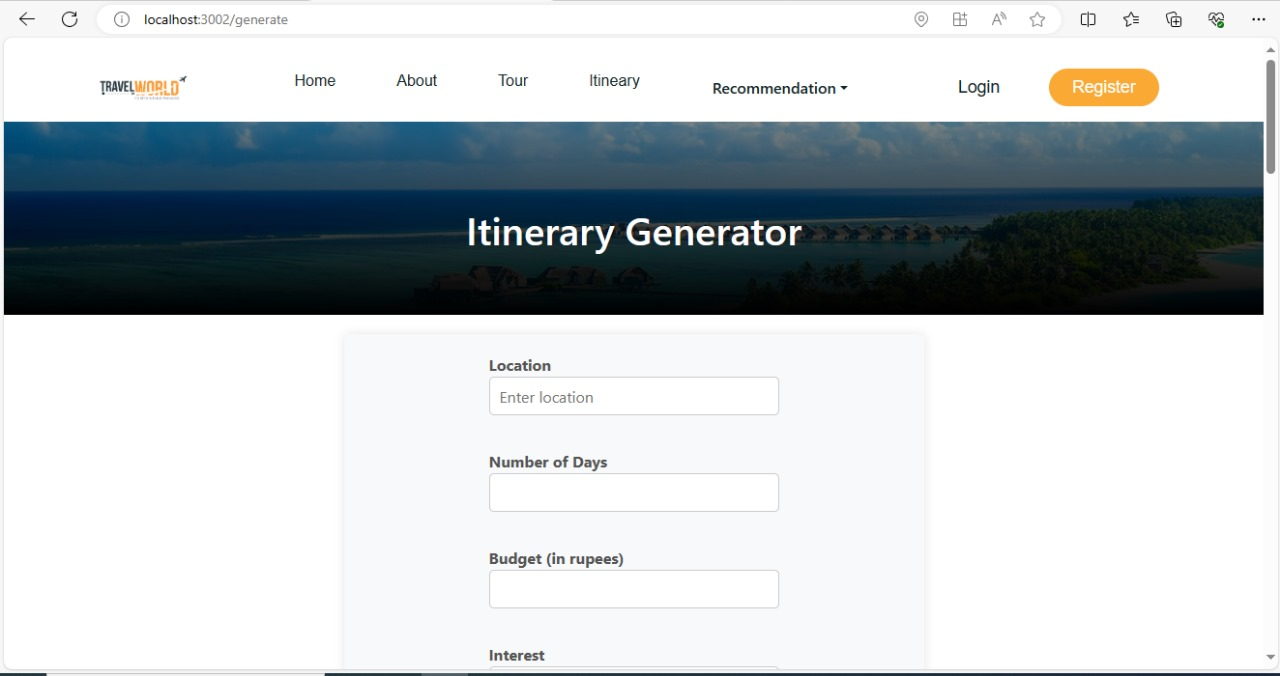 localhost:3002/generate
TRAVELWORLD
Home
About
Tour
Itineary
Recommendation
Login
Register
Itinerary Generator
Location
Enter location
Number of Days
Budget (in rupees)
Interest